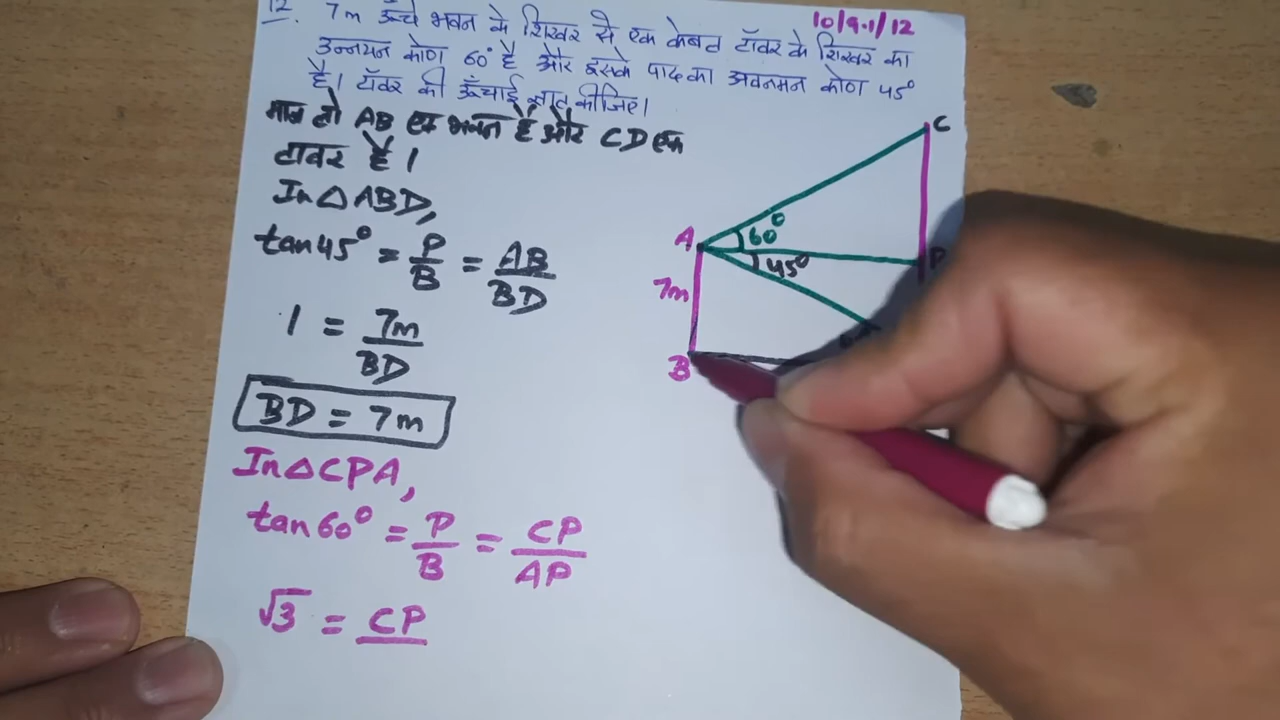 12. 7m ऊँचे भवन के शिखर से एक केबल टॉवर के शिखर का
10/9.1/12
उन्नयन कोण 60° है और इसके पाद का अवनमन कोण 45°
है। टॉवर की ऊँचाई ज्ञात कीजिए।
मान लो AB एक भवन है और CD एक
टावर है।
In △ ABD,
tan45° = P/B = AB/BD
1 = 7m/BD
BD = 7m
In △ CPA,
tan60° = P/B = CP/AP
√3 = CP
C
A
60°
45°
P
7m
B